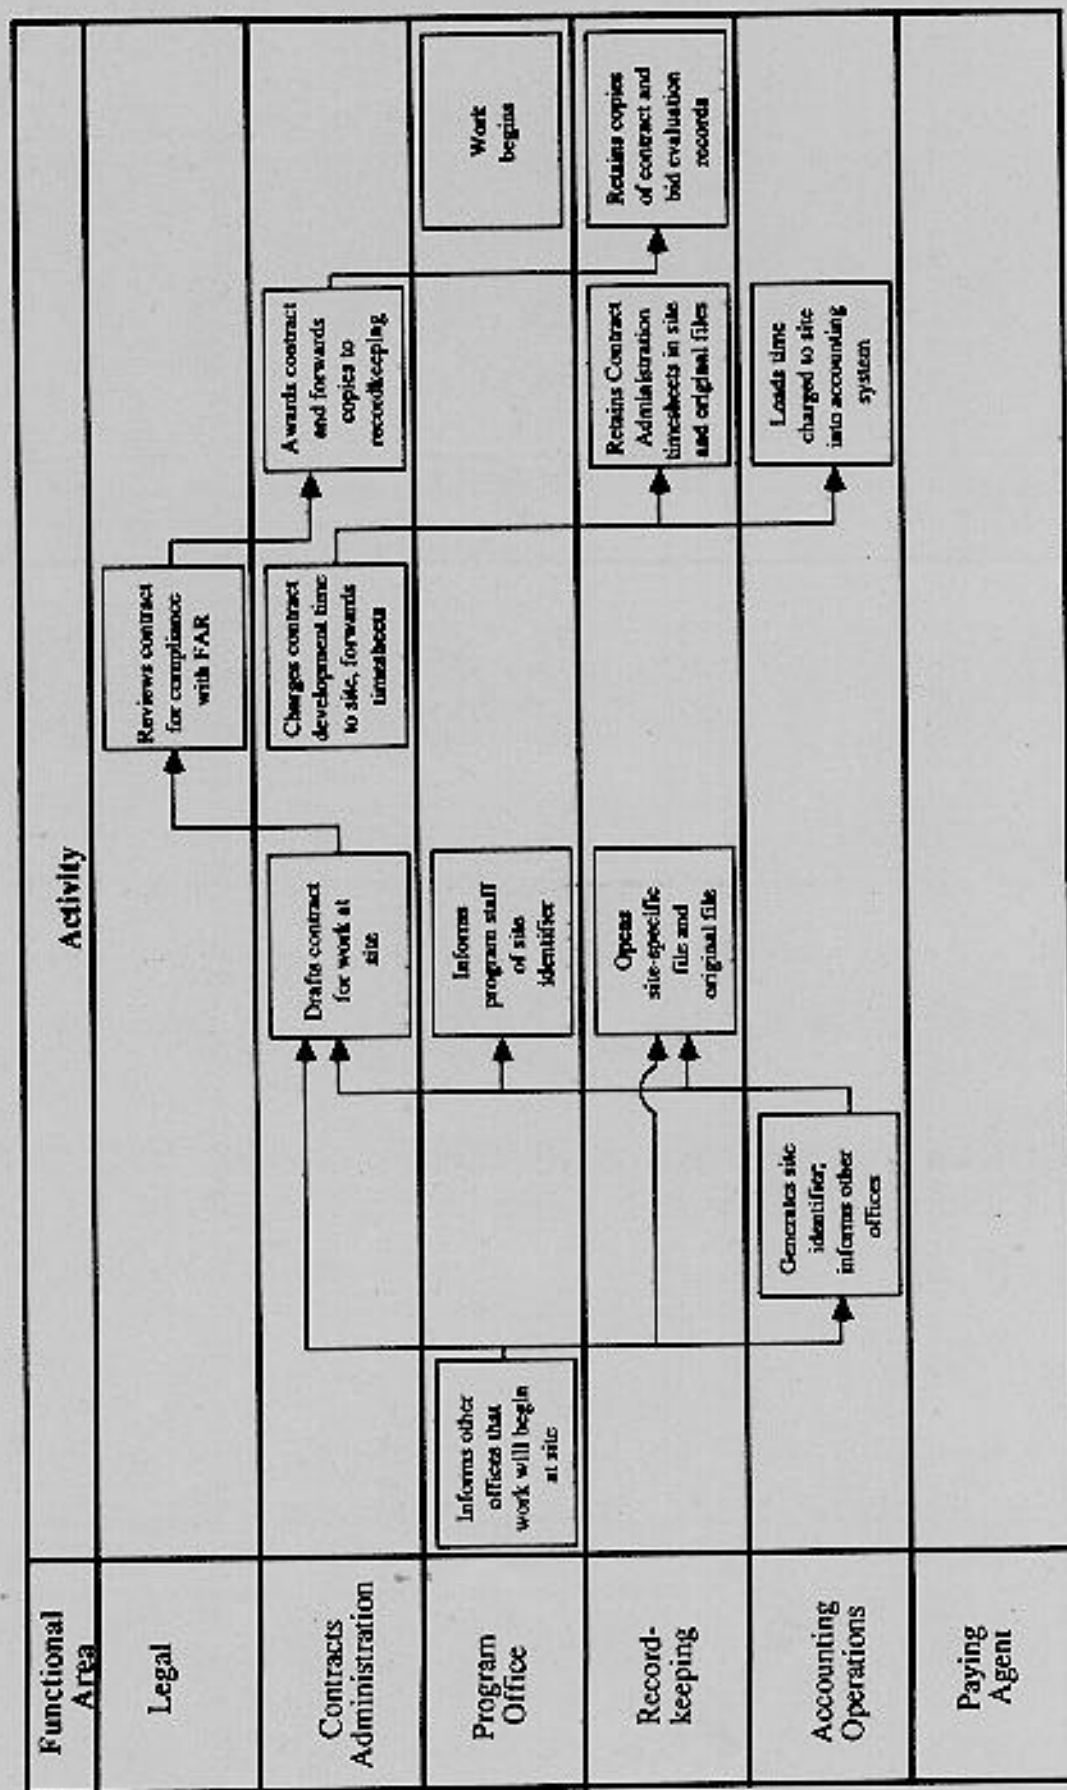 Functional
Area
Activity
Legal
Reviews contract
for compliance
with FAR
Contracts
Administration
Drafts contract
for work at
site
Charges contract
development time
to site, forwards
timesheets
Awards contract
and forwards
copies to
recordkeeping
Program
Office
Informs other
offices that
work will begin
at site
Informs
program staff
of site
identifier
Work
begins
Record-
keeping
Opens
site-specific
file and
original file
Retains Contract
Administration
timesheets in site
and original files
Retains copies
of contract and
bid evaluation
records
Accounting
Operations
Generates site
identifier;
informs other
offices
Loads time
charged to site
into accounting
system
Paying
Agent